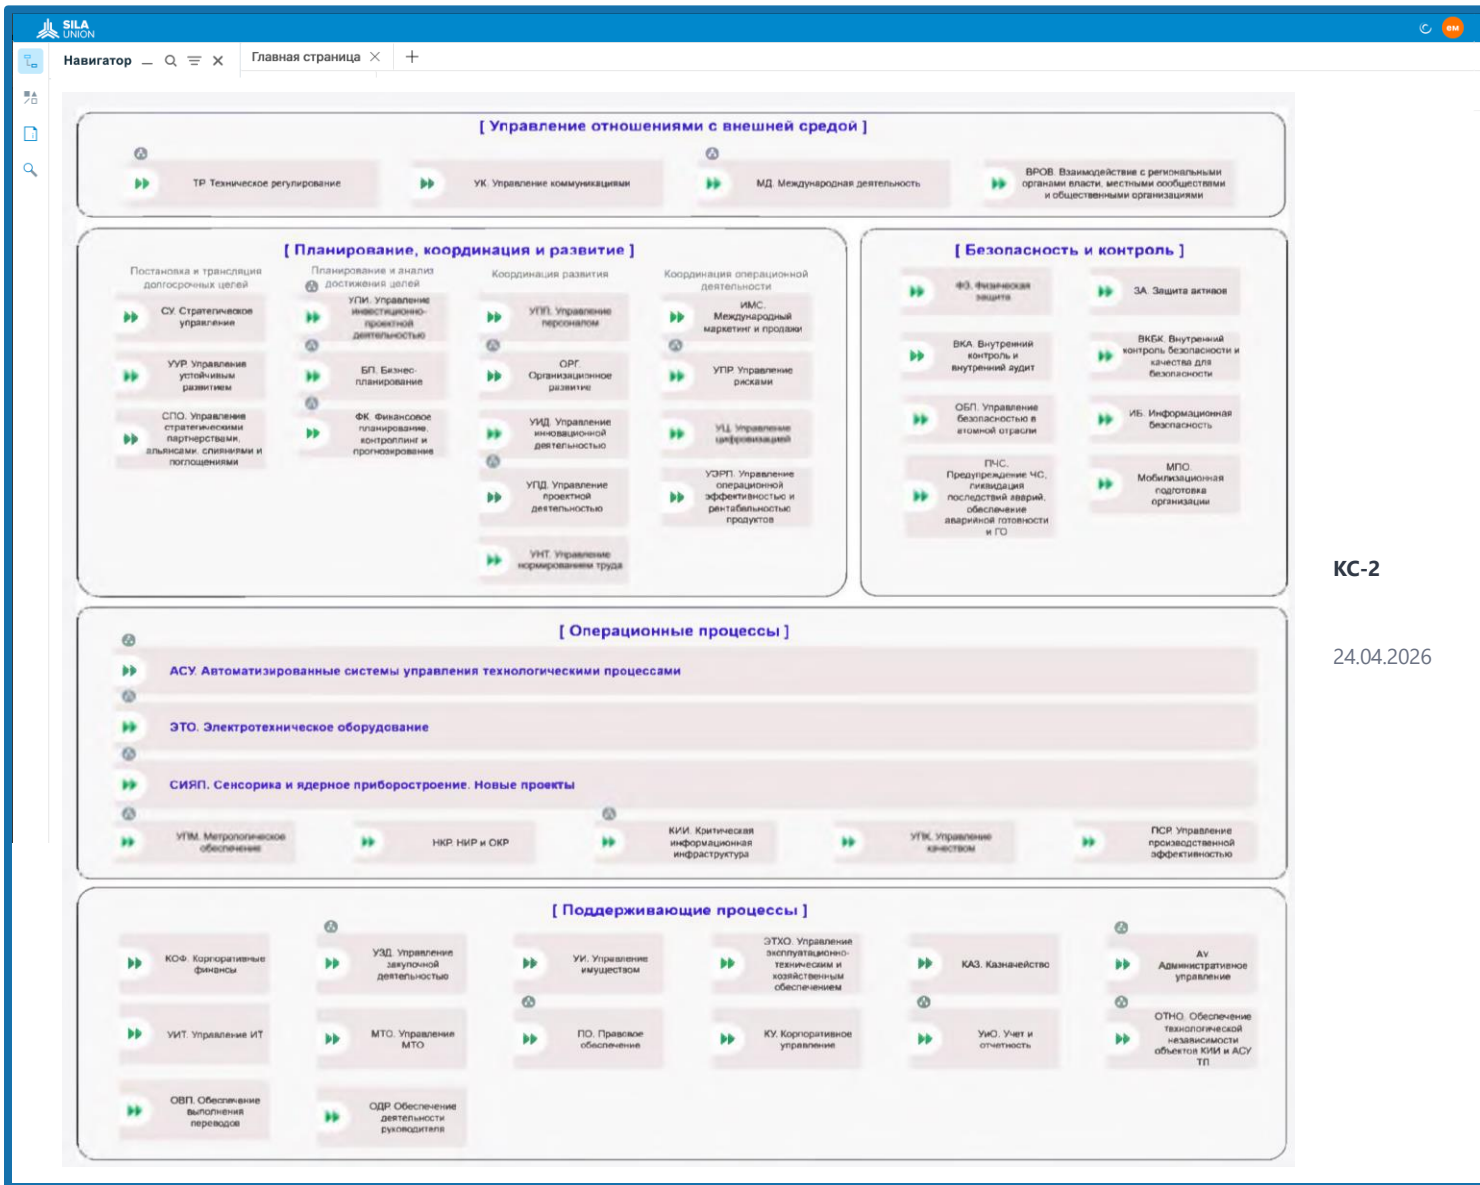 SILA
UNION
вм
Навигатор
Главная страница
[ Управление отношениями с внешней средой ]
ТР. Техническое регулирование
УК. Управление коммуникациями
МД. Международная деятельность
ВРОВ. Взаимодействие с региональными
органами власти, местными сообществами
и общественными организациями
[ Планирование, координация и развитие ]
Постановка и трансляция
долгосрочных целей
СУ. Стратегическое
управление
УУР. Управление
устойчивым
развитием
СПО. Управление
стратегическими
партнерствами,
альянсами, слияниями и
поглощениями
Планирование и анализ
достижения целей
УПИ. Управление
инвестиционно-
проектной
деятельностью
БП. Бизнес-
планирование
ФК. Финансовое
планирование,
контроллинг и
прогнозирование
Координация развития
УПП. Управление
персоналом
ОРГ.
Организационное
развитие
УИД. Управление
инновационной
деятельностью
УПД. Управление
проектной
деятельностью
УНТ. Управление
нормированием труда
Координация операционной
деятельности
ИМС.
Международный
маркетинг и продажи
УПР. Управление
рисками
УЦ. Управление
цифровизацией
УЭРП. Управление
операционной
эффективностью и
рентабельностью
продуктов
[ Безопасность и контроль ]
ФЗ. Физическая
защита
ЗА. Защита активов
ВКА. Внутренний
контроль и
внутренний аудит
ВКБК. Внутренний
контроль безопасности и
качества для
безопасности
ОБП. Управление
безопасностью в
атомной отрасли
ИБ. Информационная
безопасность
ПЧС.
Предупреждение ЧС,
ликвидация
последствий аварий,
обеспечение
аварийной готовности
и ГО
МПО.
Мобилизационная
подготовка
организации
КС-2
24.04.2026
[ Операционные процессы ]
АСУ. Автоматизированные системы управления технологическими процессами
ЭТО. Электротехническое оборудование
СИЯП. Сенсорика и ядерное приборостроение. Новые проекты
УПМ. Метрологическое
обеспечение
НКР. НИР и ОКР
КИИ. Критическая
информационная
инфраструктура
УПК. Управление
качеством
ПСР. Управление
производственной
эффективностью
[ Поддерживающие процессы ]
КОФ. Корпоративные
финансы
УЗД. Управление
закупочной
деятельностью
УИ. Управление
имуществом
ЭТХО. Управление
эксплуатационно-
техническим и
хозяйственным
обеспечением
КАЗ. Казначейство
АУ.
Административное
управление
УИТ. Управление ИТ
МТО. Управление
МТО
ПО. Правовое
обеспечение
КУ. Корпоративное
управление
УиО. Учет и
отчетность
ОТНО. Обеспечение
технологической
независимости
объектов КИИ и АСУ
ТП
ОВП. Обеспечение
выполнения
переводов
ОДР. Обеспечение
деятельности
руководителя